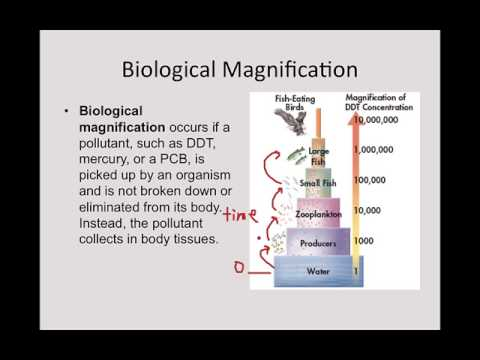 Biological Magnification
• Biological
magnification occurs if a
pollutant, such as DDT,
mercury, or a PCB, is
picked up by an organism
and is not broken down or
eliminated from its body.
Instead, the pollutant
collects in body tissues.
time
0
Fish-Eating
Birds
Magnification of
DDT Concentration
10,000,000
Large
Fish
1,000,000
Small Fish
100,000
Zooplankton
10,000
Producers
1000
Water
1